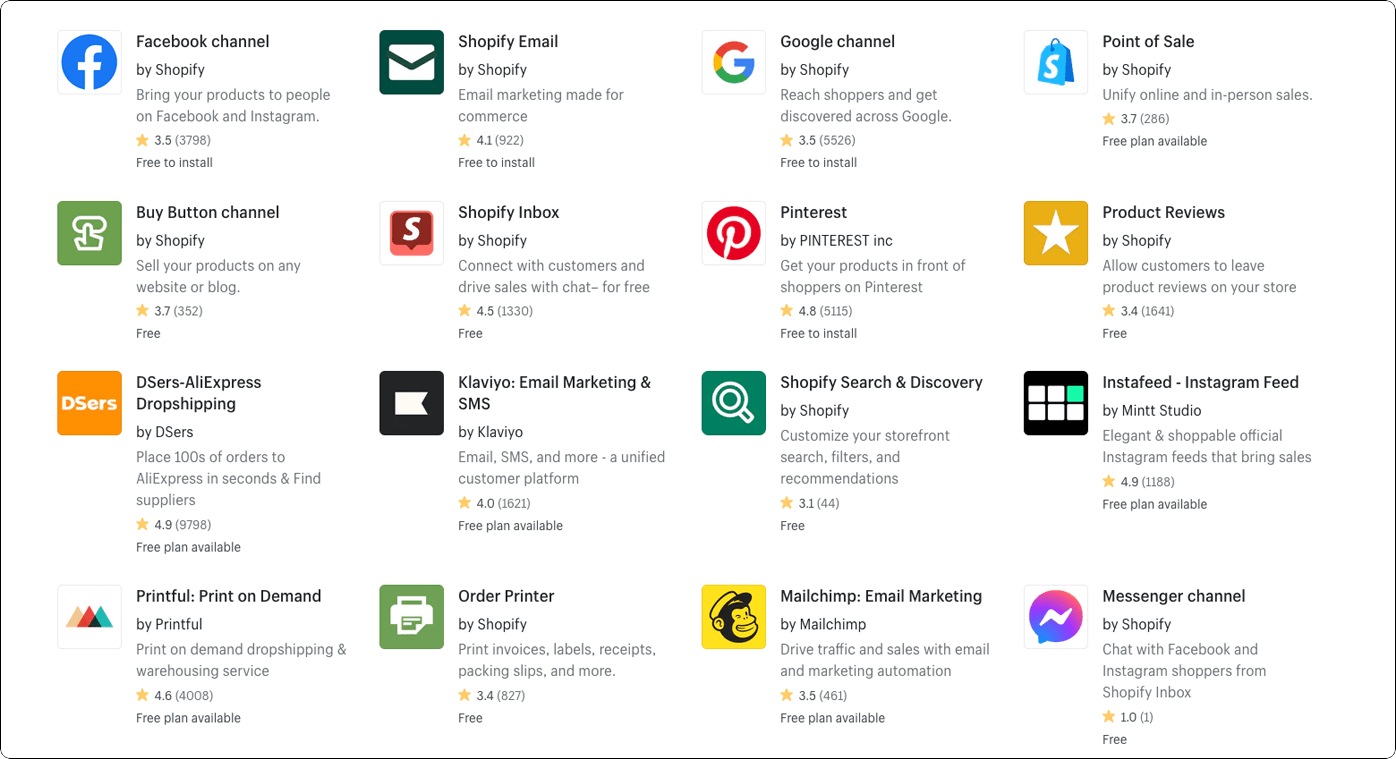 Facebook channel
by Shopify
Bring your products to people
on Facebook and Instagram.
3.5 (3798)
Free to install
Shopify Email
by Shopify
Email marketing made for
commerce
4.1 (922)
Free to install
Google channel
by Shopify
Reach shoppers and get
discovered across Google.
3.5 (5526)
Free to install
Point of Sale
by Shopify
Unify online and in-person sales.
3.7 (286)
Free plan available
Buy Button channel
by Shopify
Sell your products on any
website or blog.
3.7 (352)
Free
Shopify Inbox
by Shopify
Connect with customers and
drive sales with chat– for free
4.5 (1330)
Free
Pinterest
by PINTEREST inc
Get your products in front of
shoppers on Pinterest
4.8 (5115)
Free to install
Product Reviews
by Shopify
Allow customers to leave
product reviews on your store
3.4 (1641)
Free
DSers
DSers-AliExpress
Dropshipping
by DSers
Place 100s of orders to
AliExpress in seconds & Find
suppliers
4.9 (9798)
Free plan available
Klaviyo: Email Marketing &
SMS
by Klaviyo
Email, SMS, and more - a unified
customer platform
4.0 (1621)
Free plan available
Shopify Search & Discovery
by Shopify
Customize your storefront
search, filters, and
recommendations
3.1 (44)
Free
Instafeed - Instagram Feed
by Mintt Studio
Elegant & shoppable official
Instagram feeds that bring sales
4.9 (1188)
Free plan available
Printful: Print on Demand
by Printful
Print on demand dropshipping &
warehousing service
4.6 (4008)
Free plan available
Order Printer
by Shopify
Print invoices, labels, receipts,
packing slips, and more.
3.4 (827)
Free
Mailchimp: Email Marketing
by Mailchimp
Drive traffic and sales with email
and marketing automation
3.5 (461)
Free plan available
Messenger channel
by Shopify
Chat with Facebook and
Instagram shoppers from
Shopify Inbox
1.0 (1)
Free